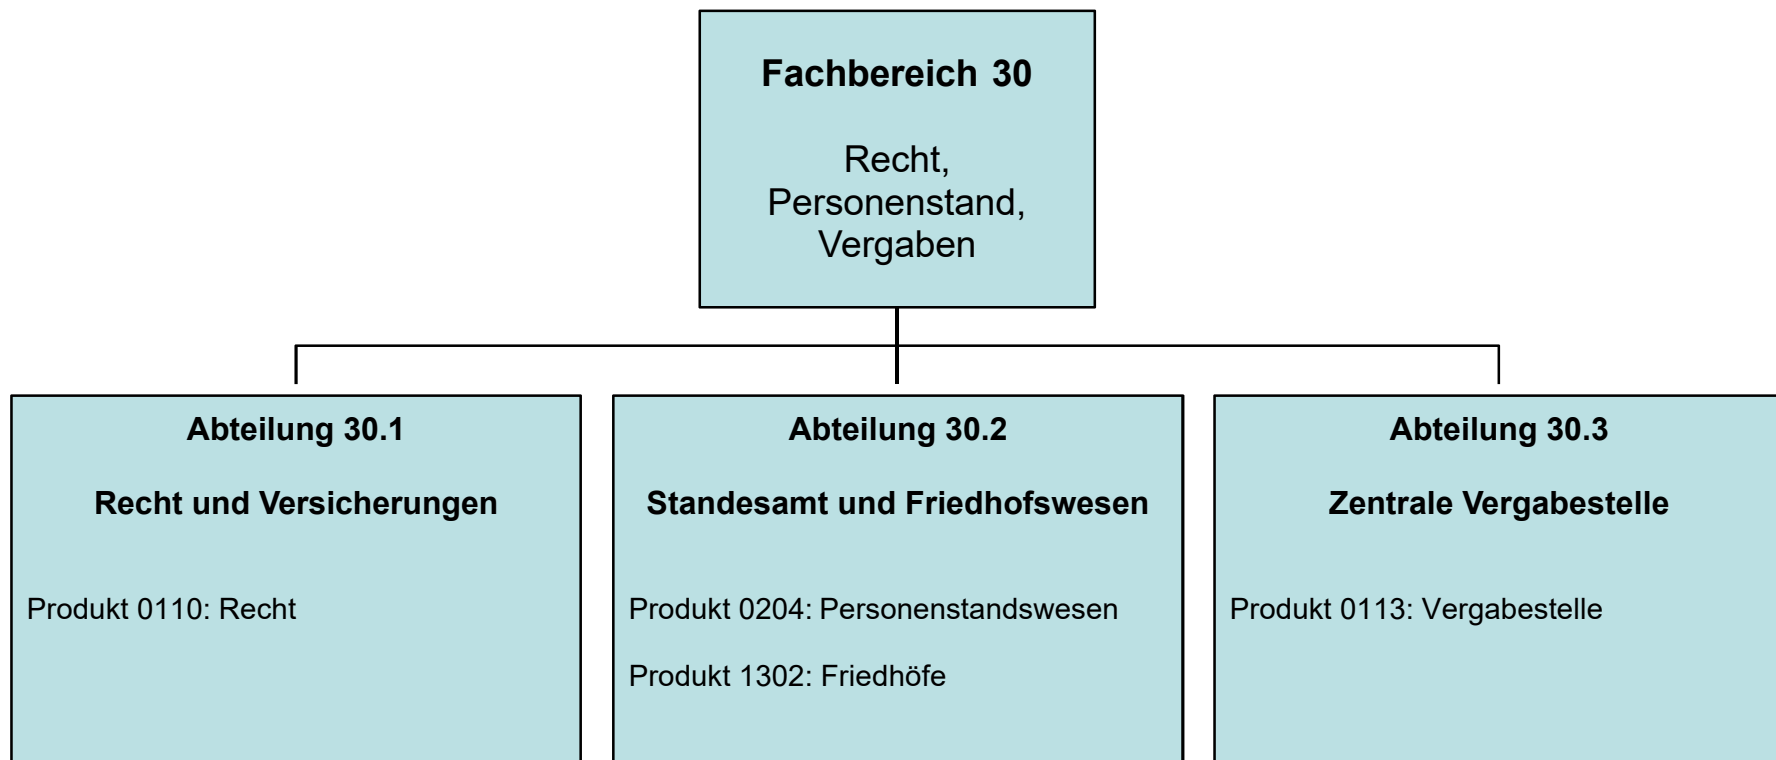 Fachbereich 30
Recht,
Personenstand,
Vergaben
Abteilung 30.1
Recht und Versicherungen
Produkt 0110: Recht
Abteilung 30.2
Standesamt und Friedhofswesen
Produkt 0204: Personenstandswesen
Produkt 1302: Friedhöfe
Abteilung 30.3
Zentrale Vergabestelle
Produkt 0113: Vergabestelle